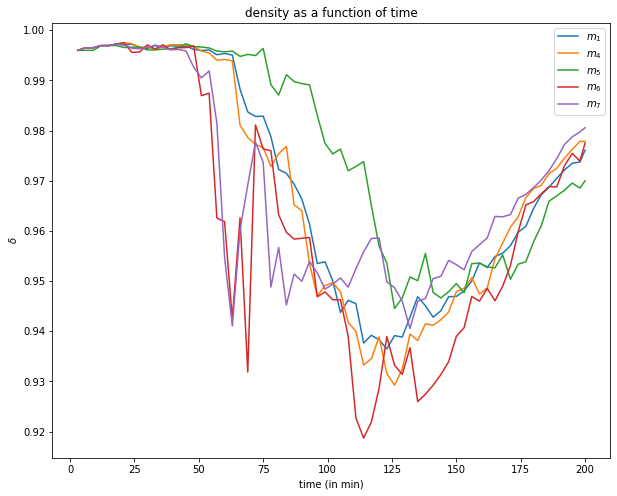 density as a function of time
1.00
0.99
0.98
0.97
0.96
0.95
0.94
0.93
0.92
δ
m₁
m₄
m₅
m₆
m₇
0 25 50 75 100 125 150 175 200
time (in min)